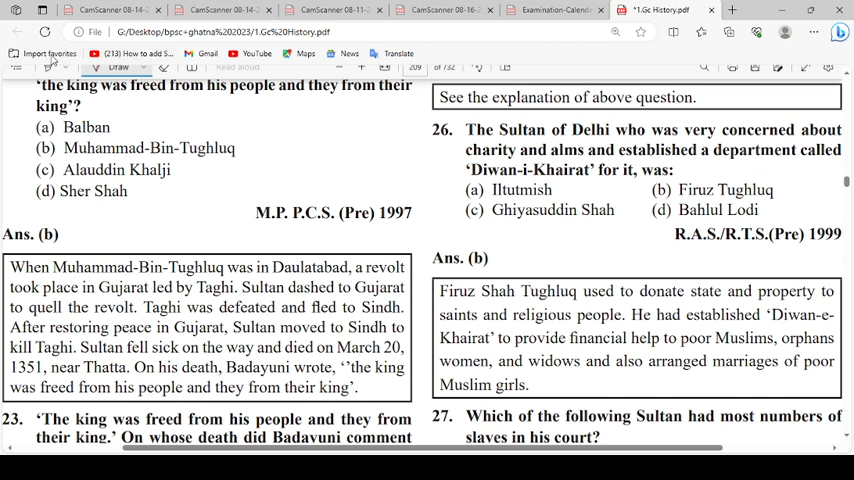 CamScanner 08-14-2
CamScanner 08-14-2
CamScanner 08-11-2
CamScanner 08-16-2
Examination-Calend
*1.Gc History.pdf
File
G:/Desktop/bpsc+ghatna%202023/1.Gc%20History.pdf
Import favorites
(213) How to add S...
Gmail
YouTube
Maps
News
Translate
Draw
Read aloud
209
of 732
'the king was freed from his people and they from their
king'?
(a) Balban
(b) Muhammad-Bin-Tughluq
(c) Alauddin Khalji
(d) Sher Shah
M.P. P.C.S. (Pre) 1997
Ans. (b)
When Muhammad-Bin-Tughluq was in Daulatabad, a revolt
took place in Gujarat led by Taghi. Sultan dashed to Gujarat
to quell the revolt. Taghi was defeated and fled to Sindh.
After restoring peace in Gujarat, Sultan moved to Sindh to
kill Taghi. Sultan fell sick on the way and died on March 20,
1351, near Thatta. On his death, Badayuni wrote, ‘'the king
was freed from his people and they from their king'.
23. 'The king was freed from his people and they from
their king.' On whose death did Badayuni comment
See the explanation of above question.
26. The Sultan of Delhi who was very concerned about
charity and alms and established a department called
'Diwan-i-Khairat' for it, was:
(a) Iltutmish (b) Firuz Tughluq
(c) Ghiyasuddin Shah (d) Bahlul Lodi
R.A.S./R.T.S.(Pre) 1999
Ans. (b)
Firuz Shah Tughluq used to donate state and property to
saints and religious people. He had established 'Diwan-e-
Khairat' to provide financial help to poor Muslims, orphans
women, and widows and also arranged marriages of poor
Muslim girls.
27. Which of the following Sultan had most numbers of
slaves in his court?